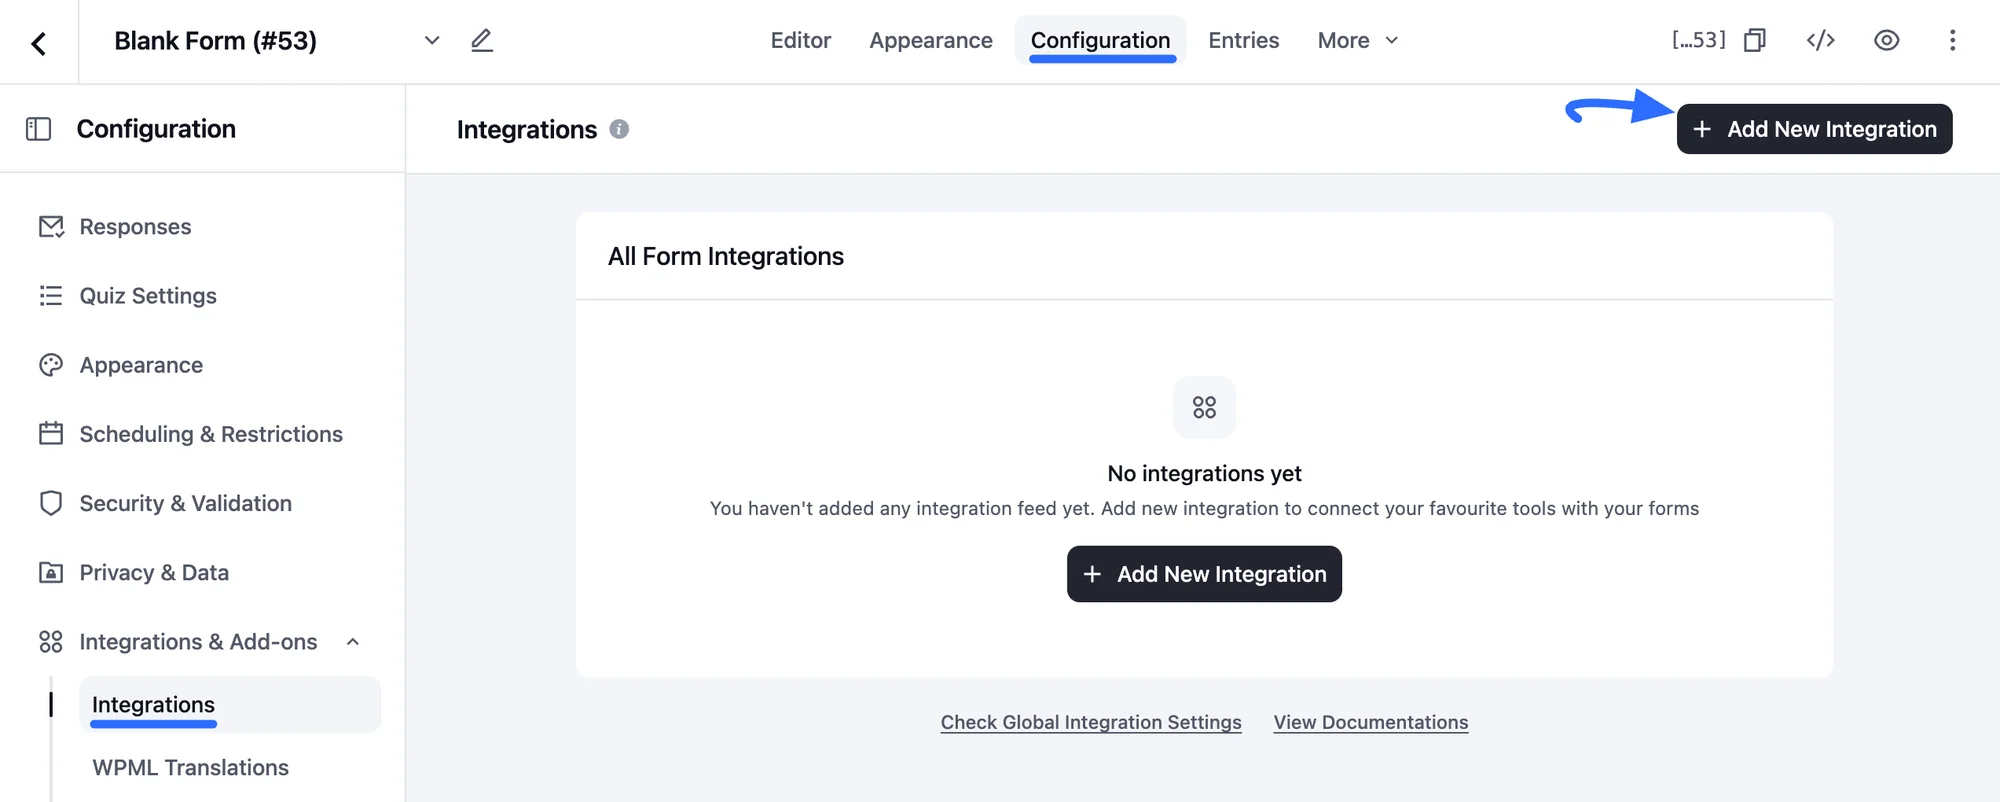 Blank Form (#53)
Editor
Appearance
Configuration
Entries
More
[...53]
Configuration
Integrations
+ Add New Integration
Responses
Quiz Settings
Appearance
Scheduling & Restrictions
Security & Validation
Privacy & Data
Integrations & Add-ons
Integrations
WPML Translations
All Form Integrations
No integrations yet
You haven't added any integration feed yet. Add new integration to connect your favourite tools with your forms
+ Add New Integration
Check Global Integration Settings
View Documentations